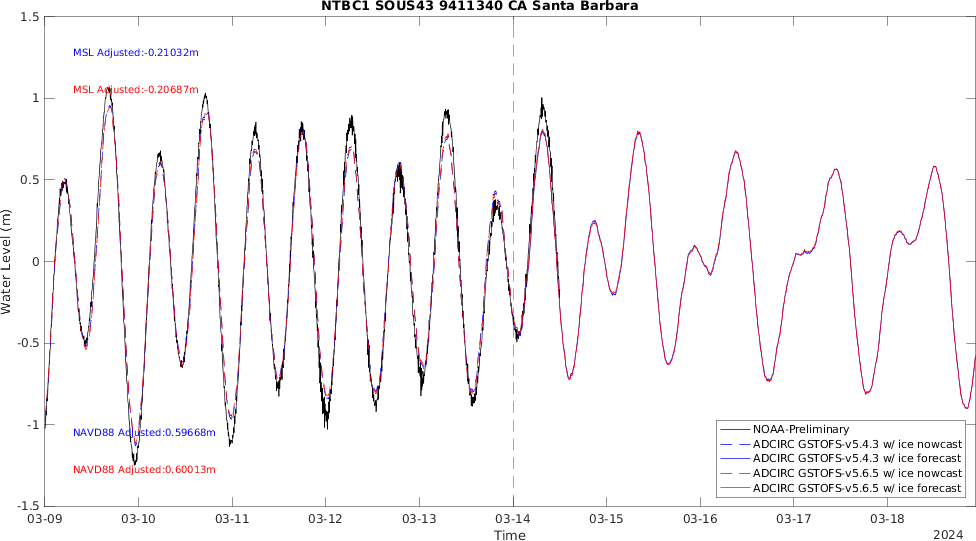 NTBC1 SOUS43 9411340 CA Santa Barbara
1.5
1
0.5
0
-0.5
-1
-1.5
Water Level (m)
MSL Adjusted:-0.21032m
MSL Adjusted:-0.20687m
NAVD88 Adjusted:0.59668m
NAVD88 Adjusted:0.60013m
NOAA-Preliminary
ADCIRC GSTOFS-v5.4.3 w/ ice nowcast
ADCIRC GSTOFS-v5.4.3 w/ ice forecast
ADCIRC GSTOFS-v5.6.5 w/ ice nowcast
ADCIRC GSTOFS-v5.6.5 w/ ice forecast
03-09 03-10 03-11 03-12 03-13 03-14 03-15 03-16 03-17 03-18
Time
2024